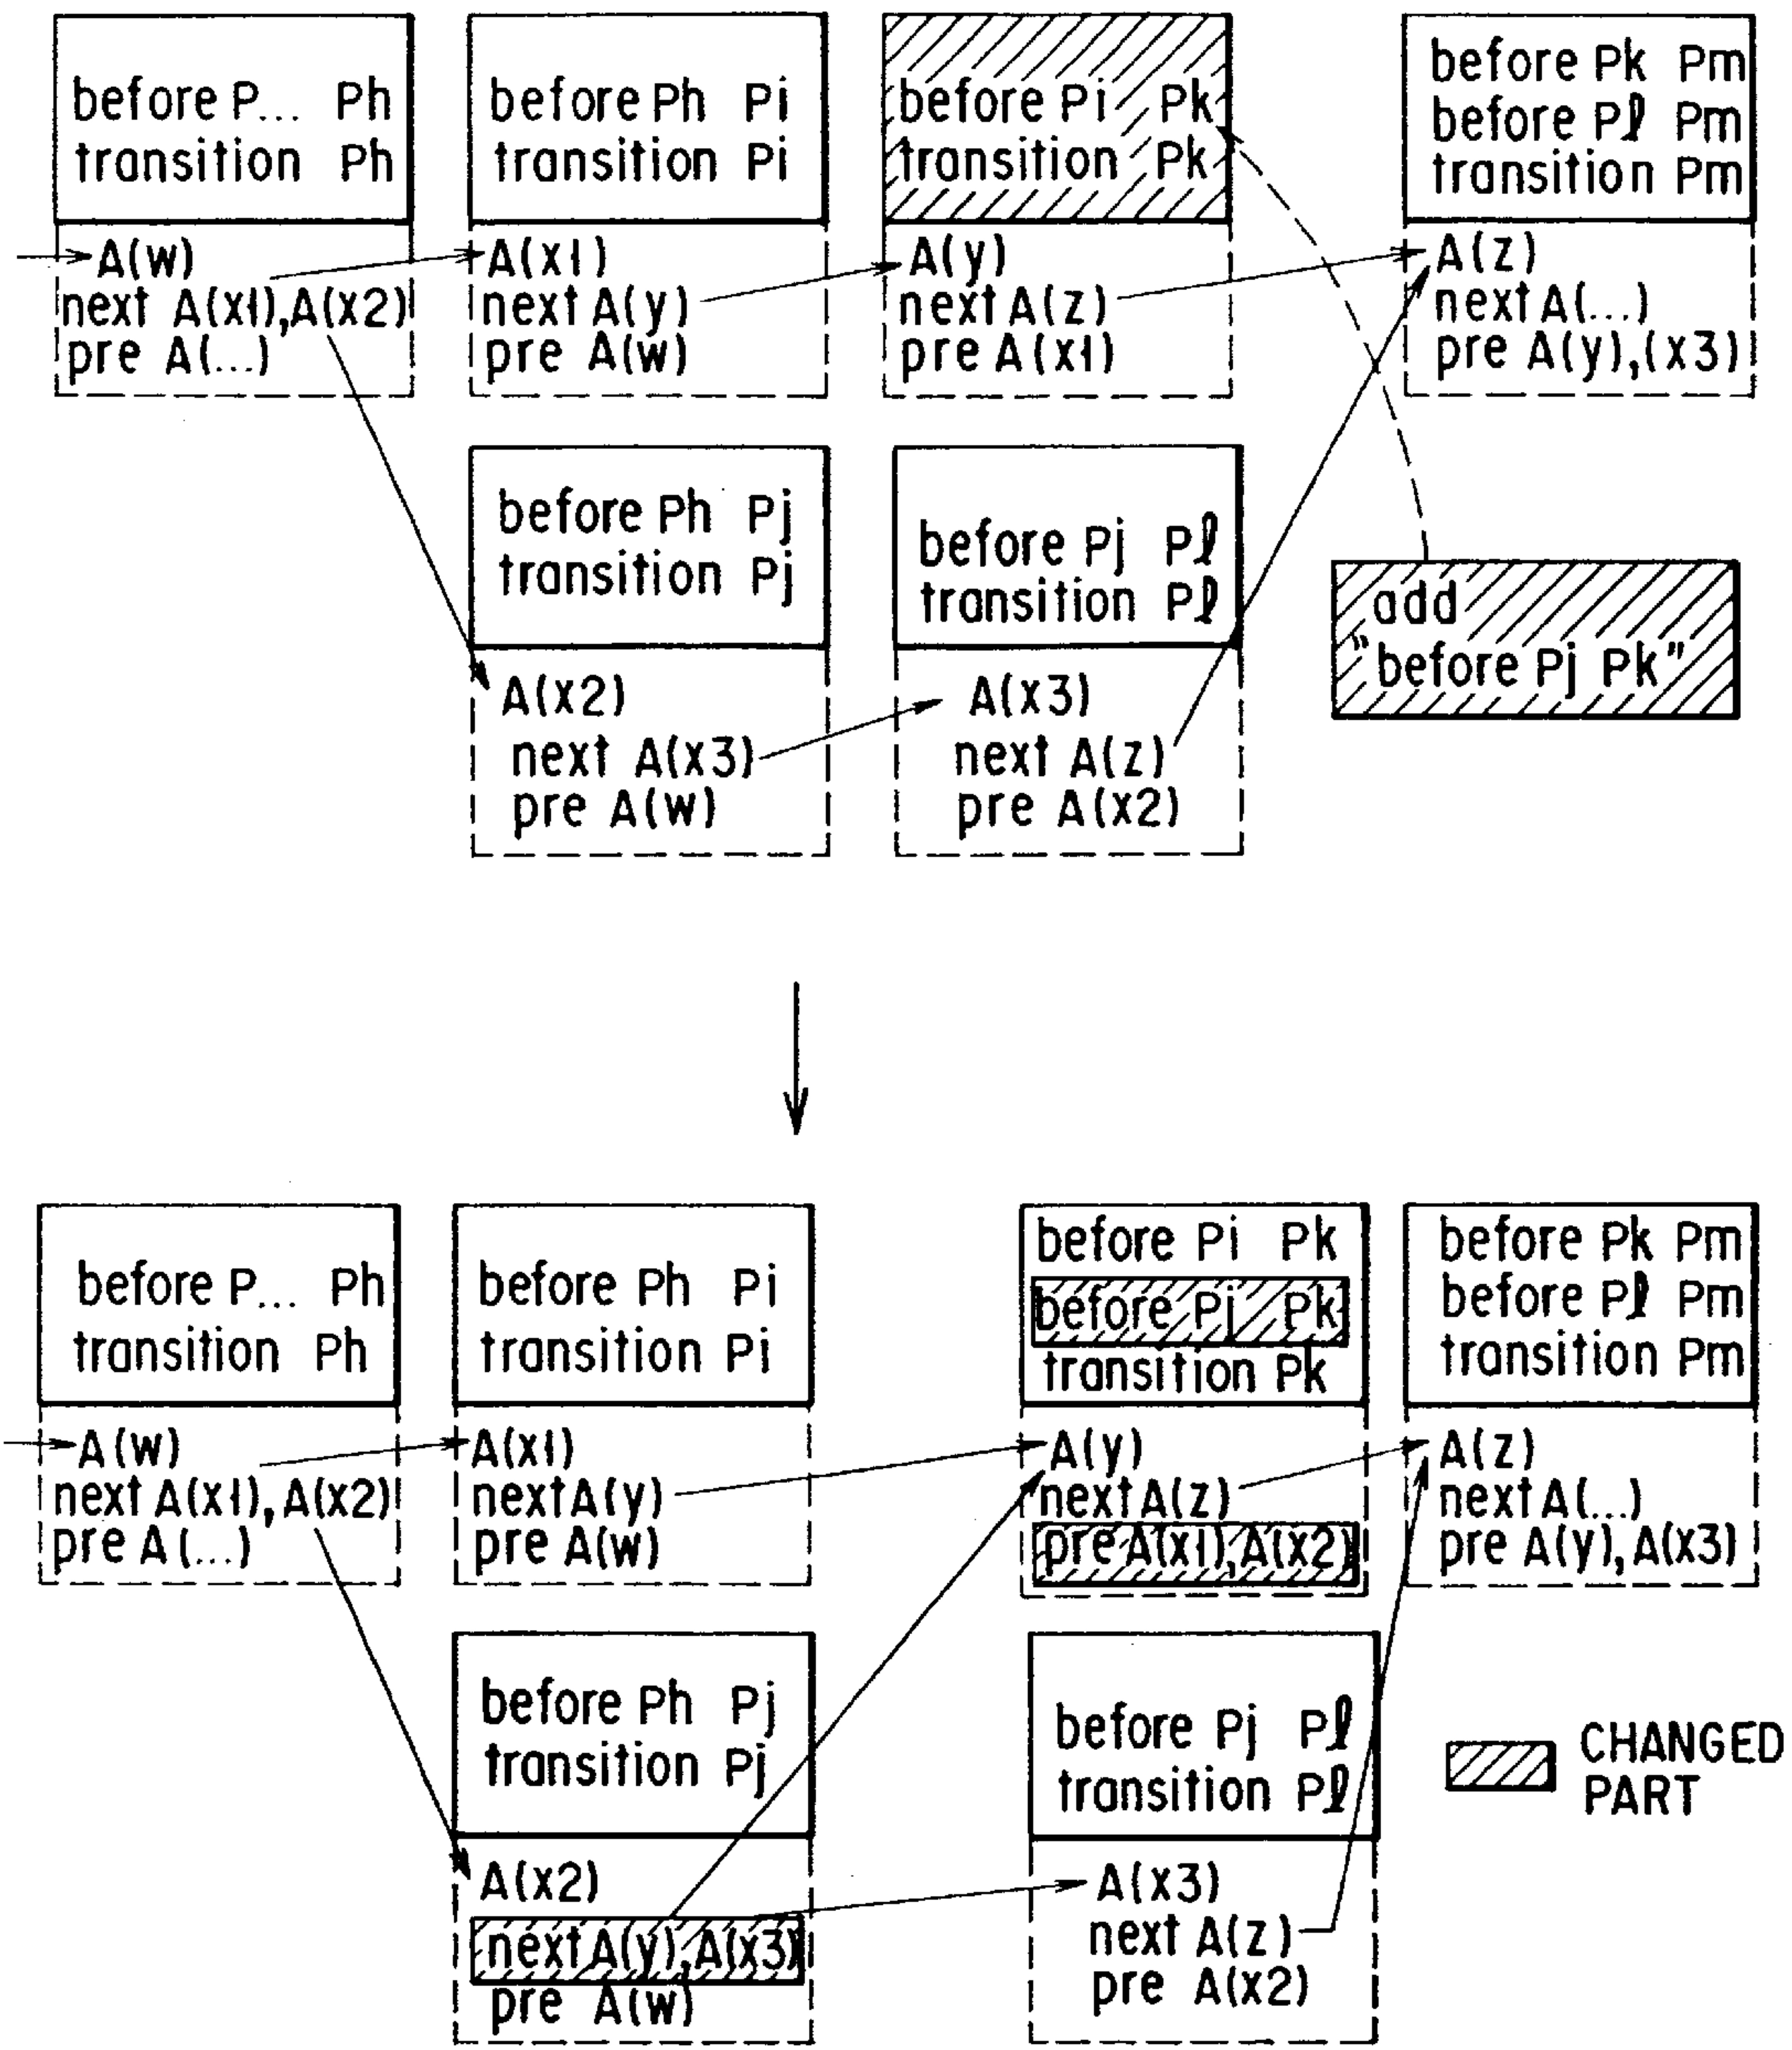 before P... Ph
transition Ph
A(w)
next A(x1),A(x2)
pre A(...)
before Ph Pi
transition Pi
A(x1)
next A(y)
pre A(w)
before Pi Pk
transition Pk
A(y)
next A(z)
pre A(x1)
before Pk Pm
before Pl Pm
transition Pm
A(z)
next A(...)
pre A(y),(x3)
before Ph Pj
transition Pj
A(x2)
next A(x3)
pre A(w)
before Pj Pl
transition Pl
A(x3)
next A(z)
pre A(x2)
add
"before Pj Pk"
before P... Ph
transition Ph
A(w)
next A(x1),A(x2)
pre A(...)
before Ph Pi
transition Pi
A(x1)
next A(y)
pre A(w)
before Pi Pk
before Pj Pk
transition Pk
A(y)
next A(z)
pre A(x1),A(x2)
before Pk Pm
before Pl Pm
transition Pm
A(z)
next A(...)
pre A(y),A(x3)
before Ph Pj
transition Pj
A(x2)
next A(y),A(x3)
pre A(w)
before Pj Pl
transition Pl
A(x3)
next A(z)
pre A(x2)
CHANGED
PART